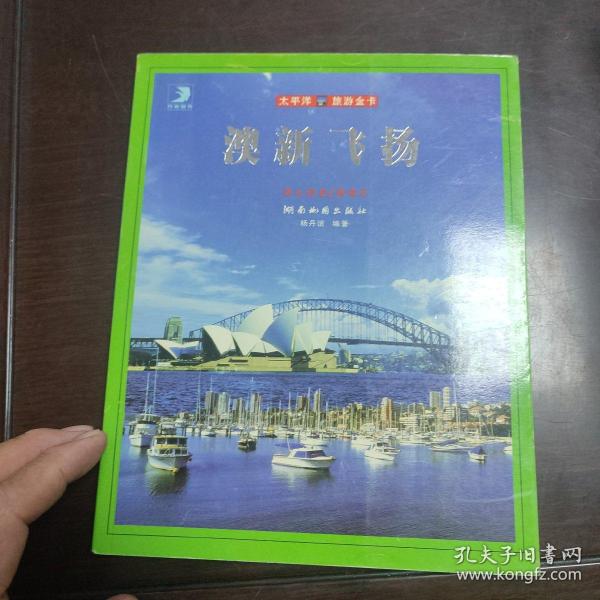 太平洋 旅游金卡
澳新飞扬
湖南地图出版社
杨丹谊 编著
孔夫子旧书网
www.kongfz.com